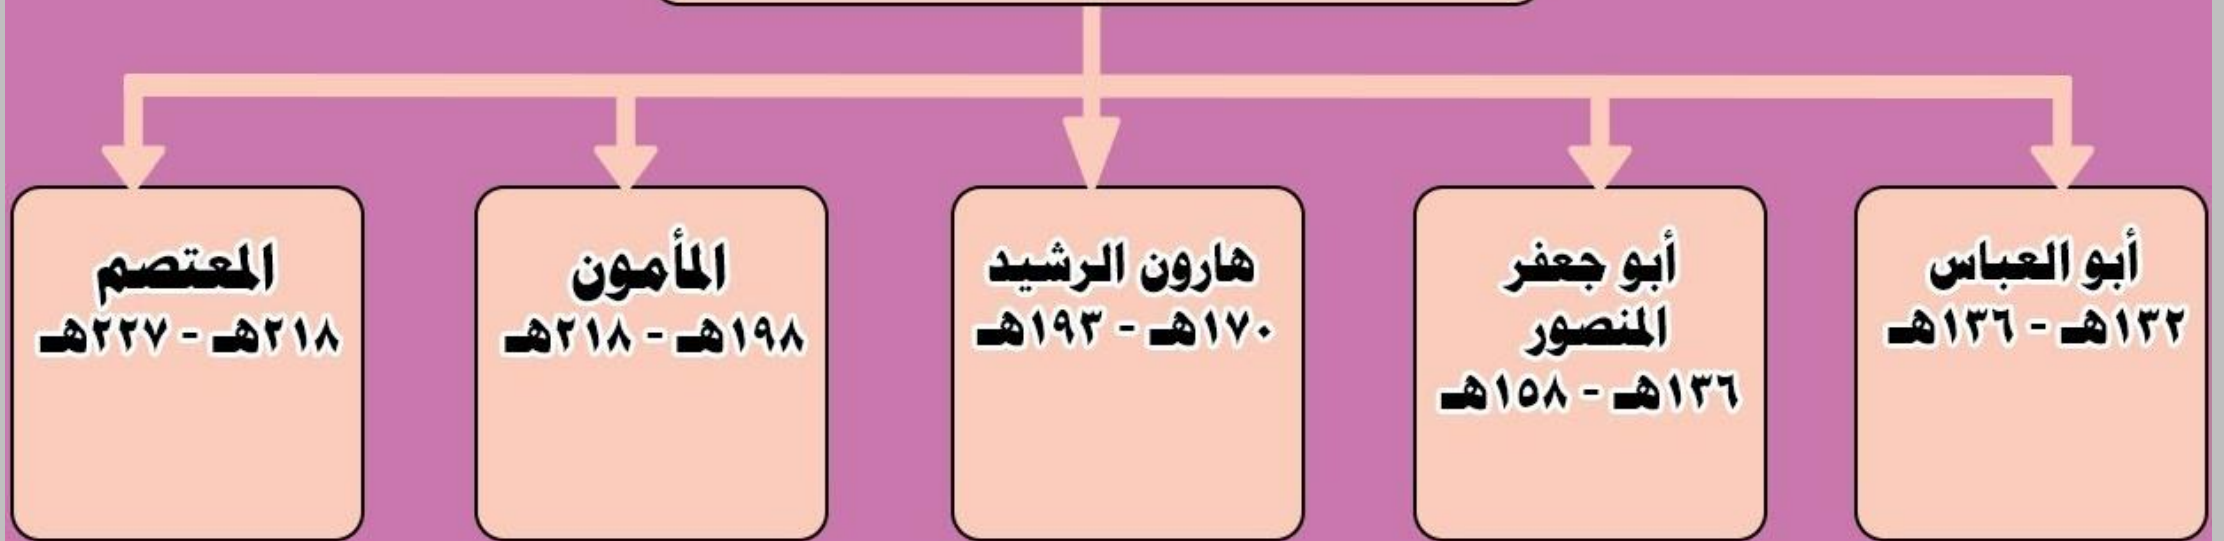 أبو العباس
١٣٢هـ - ١٣٦هـ
أبو جعفر
المنصور
١٣٦هـ - ١٥٨هـ
هارون الرشيد
١٧٠هـ - ١٩٣هـ
المأمون
١٩٨هـ - ٢١٨هـ
المعتصم
٢١٨هـ - ٢٢٧هـ